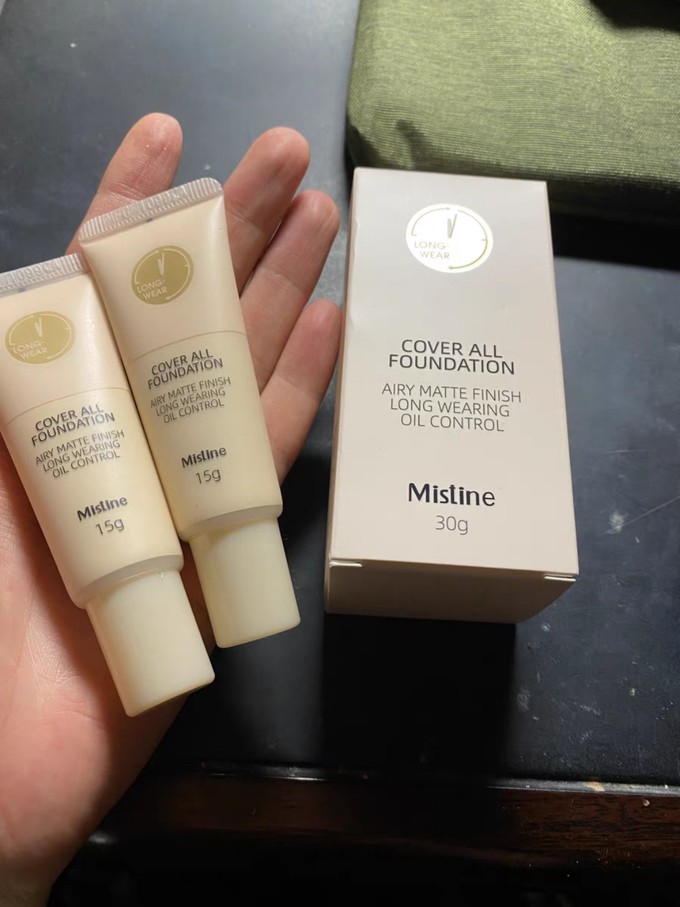 LONG-
WEAR
COVER ALL
FOUNDATION
AIRY MATTE FINISH
LONG WEARING
OIL CONTROL
Mistine
15g
LONG-
WEAR
COVER ALL
FOUNDATION
AIRY MATTE FINISH
LONG WEARING
OIL CONTROL
Mistine
15g
LONG-
WEAR
COVER ALL
FOUNDATION
AIRY MATTE FINISH
LONG WEARING
OIL CONTROL
Mistine
30g